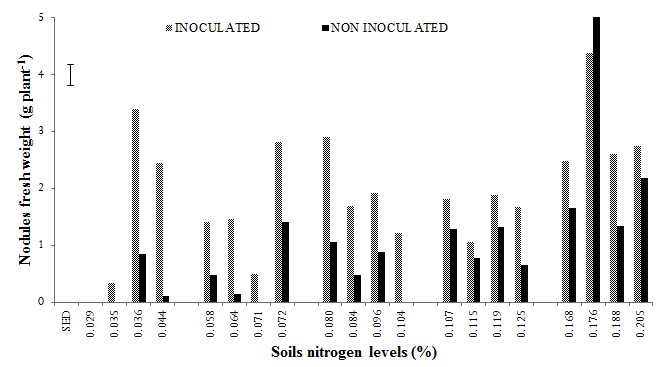 INOCULATED NON INOCULATED
Nodules fresh weight (g plant-1)
5
4
3
2
1
0
SED 0.029 0.035 0.036 0.044 0.058 0.064 0.071 0.072 0.080 0.084 0.096 0.104 0.107 0.115 0.119 0.125 0.168 0.176 0.188 0.205
Soils nitrogen levels (%)